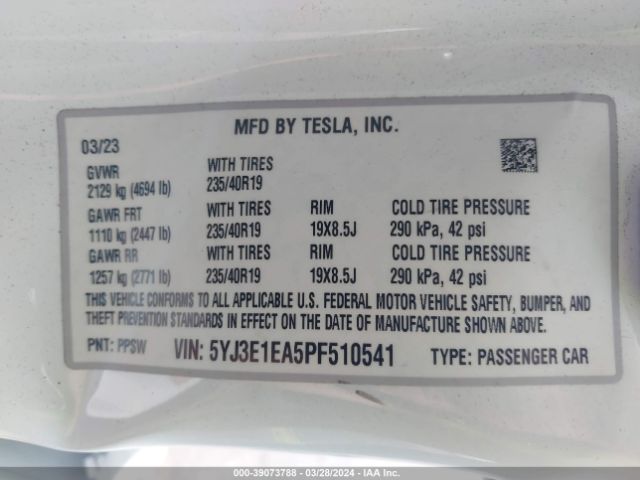 MFD BY TESLA, INC.
03/23
GVWR WITH TIRES
2129 kg (4694 lb) 235/40R19
GAWR FRT WITH TIRES RIM COLD TIRE PRESSURE
1110 kg (2447 lb) 235/40R19 19X8.5J 290 kPa, 42 psi
GAWR RR WITH TIRES RIM COLD TIRE PRESSURE
1257 kg (2771 lb) 235/40R19 19X8.5J 290 kPa, 42 psi
THIS VEHICLE CONFORMS TO ALL APPLICABLE U.S. FEDERAL MOTOR VEHICLE SAFETY, BUMPER, AND
THEFT PREVENTION STANDARDS IN EFFECT ON THE DATE OF MANUFACTURE SHOWN ABOVE.
PNT: PPSW VIN: 5YJ3E1EA5PF510541 TYPE: PASSENGER CAR
000-39073788 - 03/28/2024 - IAA Inc.